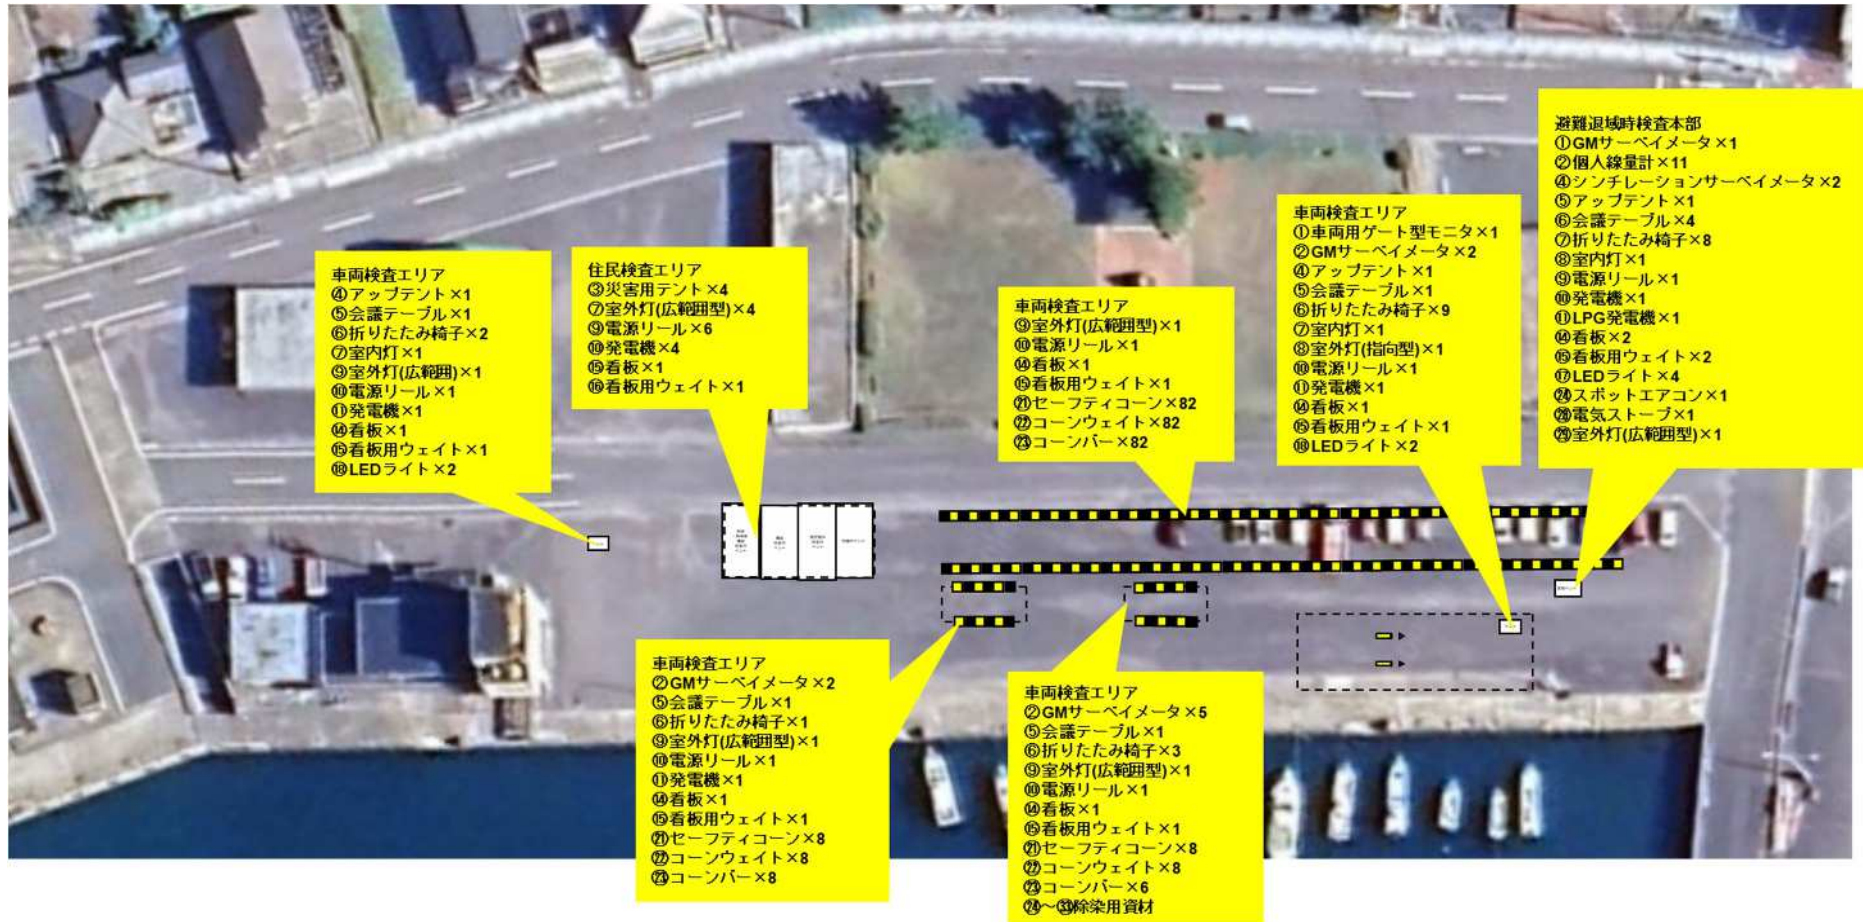 車両検査エリア
④アップテント×1
⑤会議テーブル×1
⑥折りたたみ椅子×2
⑦室内灯×1
⑨室外灯(広範囲)×1
⑩電源リール×1
⑪発電機×1
⑭看板×1
⑮看板用ウェイト×1
⑱LEDライト×2
住民検査エリア
③災害用テント×4
⑦室外灯(広範囲型)×4
⑨電源リール×6
⑩発電機×4
⑮看板×1
⑯看板用ウェイト×1
車両検査エリア
⑨室外灯(広範囲型)×1
⑩電源リール×1
⑭看板×1
⑮看板用ウェイト×1
㉑セーフティコーン×82
㉒コーンウェイト×82
㉓コーンバー×82
車両検査エリア
①車両用ゲート型モニタ×1
②GMサーベイメータ×2
④アップテント×1
⑤会議テーブル×1
⑥折りたたみ椅子×9
⑦室内灯×1
⑧室外灯(指向型)×1
⑩電源リール×1
⑪発電機×1
⑭看板×1
⑮看板用ウェイト×1
⑱LEDライト×2
避難退域時検査本部
①GMサーベイメータ×1
②個人線量計×11
④シンチレーションサーベイメータ×2
⑤アップテント×1
⑥会議テーブル×4
⑦折りたたみ椅子×8
⑧室内灯×1
⑨電源リール×1
⑩発電機×1
⑪LPG発電機×1
⑭看板×2
⑮看板用ウェイト×2
⑰LEDライト×4
スポットエアコン×1
電気ストーブ×1
室外灯(広範囲型)×1
車両検査エリア
②GMサーベイメータ×2
⑤会議テーブル×1
⑥折りたたみ椅子×1
⑨室外灯(広範囲型)×1
⑩電源リール×1
⑪発電機×1
⑭看板×1
⑮看板用ウェイト×1
㉑セーフティコーン×8
㉒コーンウェイト×8
㉓コーンバー×8
車両検査エリア
②GMサーベイメータ×5
⑤会議テーブル×1
⑥折りたたみ椅子×3
⑨室外灯(広範囲型)×1
⑩電源リール×1
⑭看板×1
⑮看板用ウェイト×1
㉑セーフティコーン×8
㉒コーンウェイト×8
㉓コーンバー×6
除染用資材